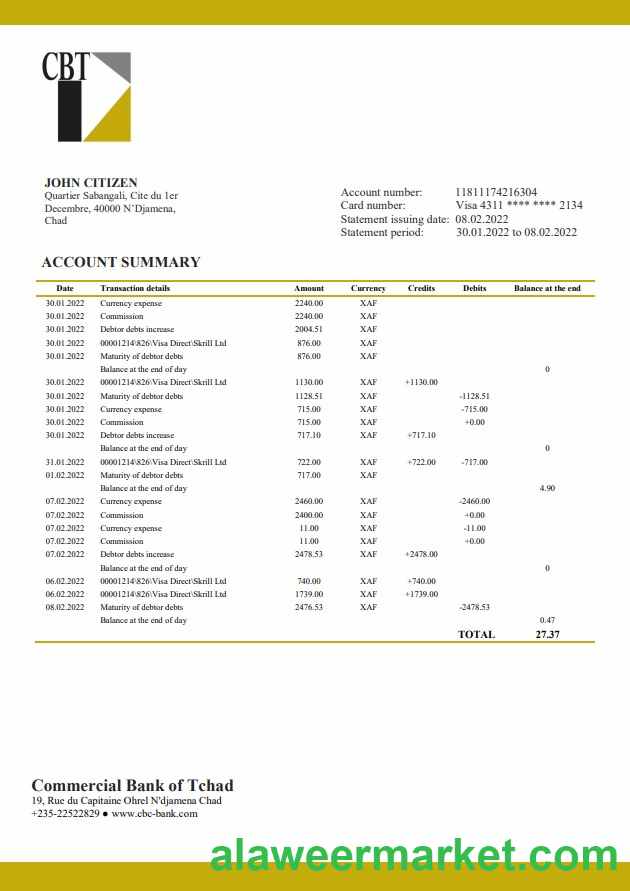 CBT
JOHN CITIZEN
Quartier Sabangali, Cite du 1er
Decembre, 40000 N'Djamena,
Chad
Account number: 11811174216304
Card number: Visa 4311 **** **** 2134
Statement issuing date: 08.02.2022
Statement period: 30.01.2022 to 08.02.2022
ACCOUNT SUMMARY
Date Transaction details Amount Currency Credits Debits Balance at the end
30.01.2022 Currency expense 2240.00 XAF
30.01.2022 Commission 2240.00 XAF
30.01.2022 Debtor debts increase 2004.51 XAF
30.01.2022 00001214\826\Visa Direct\Skrill Ltd 876.00 XAF
30.01.2022 Maturity of debtor debts 876.00 XAF
Balance at the end of day 0
30.01.2022 00001214\826\Visa Direct\Skrill Ltd 1130.00 XAF +1130.00
30.01.2022 Maturity of debtor debts 1128.51 XAF -1128.51
30.01.2022 Currency expense 715.00 XAF -715.00
30.01.2022 Commission 715.00 XAF +0.00
30.01.2022 Debtor debts increase 717.10 XAF +717.10
Balance at the end of day 0
31.01.2022 00001214\826\Visa Direct\Skrill Ltd 722.00 XAF +722.00 -717.00
01.02.2022 Maturity of debtor debts 717.00 XAF
Balance at the end of day 4.90
07.02.2022 Currency expense 2460.00 XAF -2460.00
07.02.2022 Commission 2400.00 XAF +0.00
07.02.2022 Currency expense 11.00 XAF -11.00
07.02.2022 Commission 11.00 XAF +0.00
07.02.2022 Debtor debts increase 2478.53 XAF +2478.00
Balance at the end of day 0
06.02.2022 00001214\826\Visa Direct\Skrill Ltd 740.00 XAF +740.00
06.02.2022 00001214\826\Visa Direct\Skrill Ltd 1739.00 XAF +1739.00
08.02.2022 Maturity of debtor debts 2476.53 XAF -2478.53
Balance at the end of day 0.47
TOTAL 27.37
Commercial Bank of Tchad
19, Rue du Capitaine Ohrel N'djamena Chad
+235-22522829 ● www.cbc-bank.com
alaweermarket.com